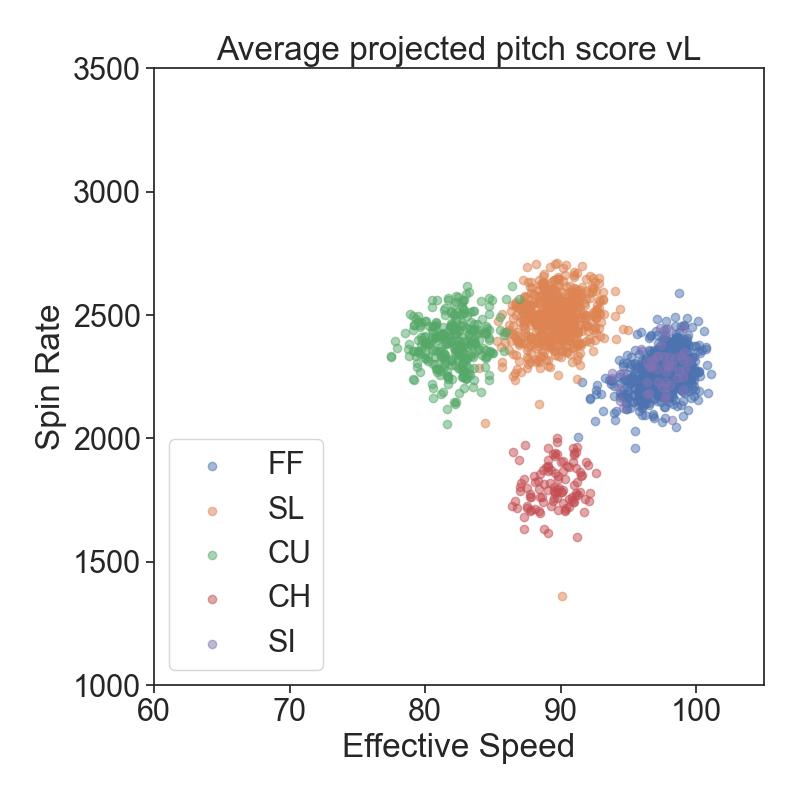 Average projected pitch score vL
3500
3000
2500
2000
1500
1000
Spin Rate
FF
SL
CU
CH
SI
60 70 80 90 100
Effective Speed